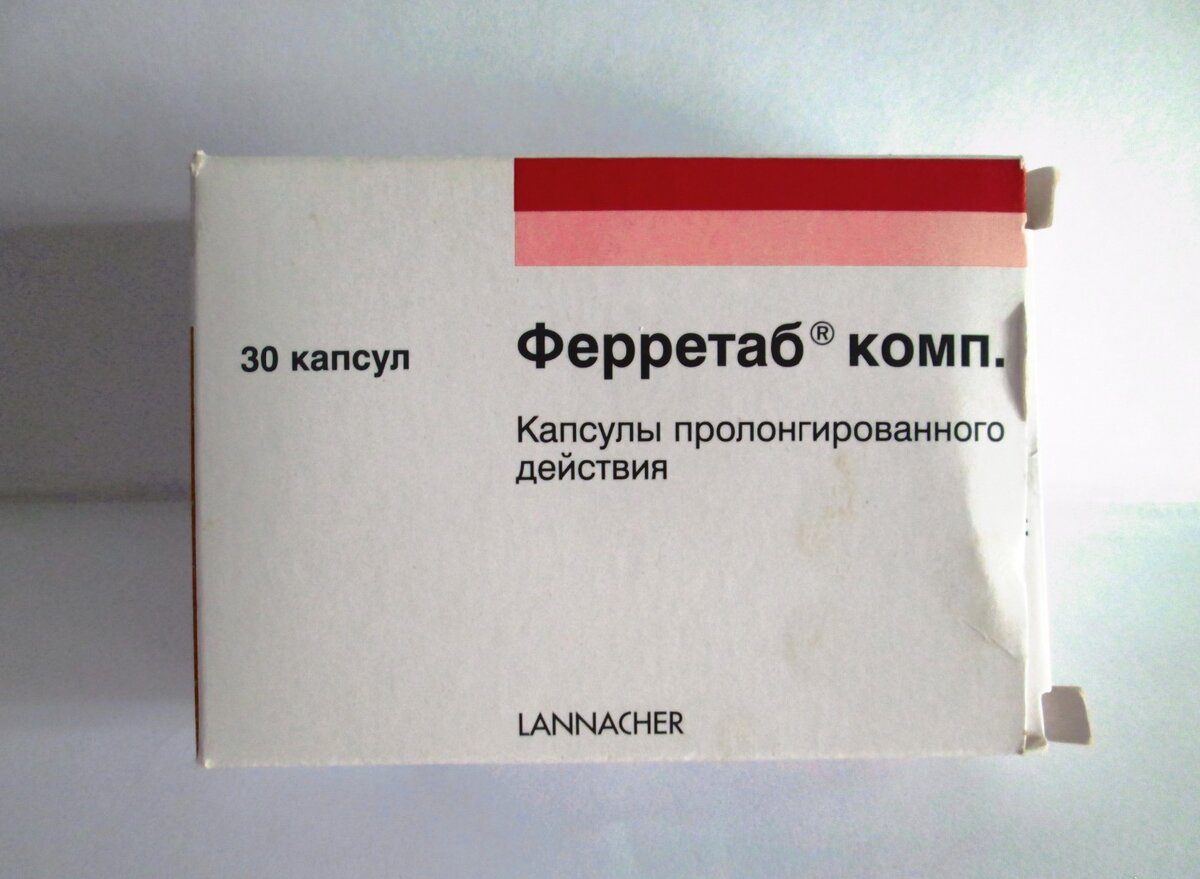 30 капсул
Ферретаб® комп.
Капсулы пролонгированного
действия
LANNACHER